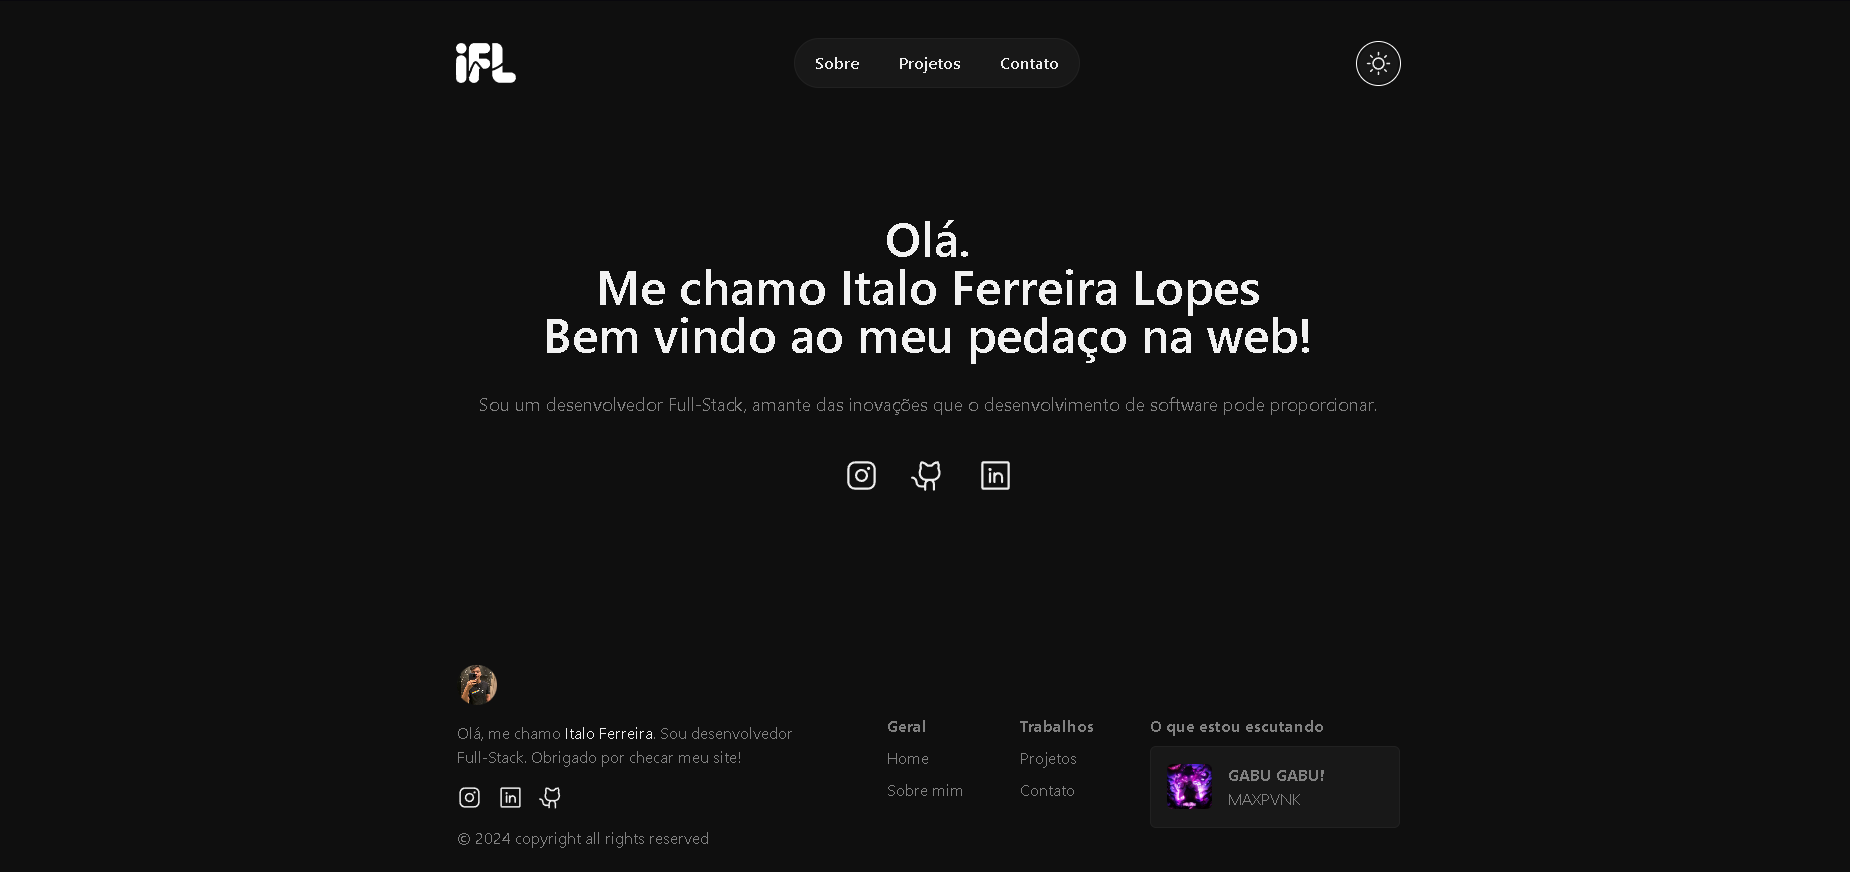 iFL
Sobre Projetos Contato
Olá.
Me chamo Italo Ferreira Lopes
Bem vindo ao meu pedaço na web!
Sou um desenvolvedor Full-Stack, amante das inovações que o desenvolvimento de software pode proporcionar.
in
Olá, me chamo Italo Ferreira. Sou desenvolvedor
Full-Stack. Obrigado por checar meu site!
in
© 2024 copyright all rights reserved
Geral
Home
Sobre mim
Trabalhos
Projetos
Contato
O que estou escutando
GABU GABU!
MAXPVNK